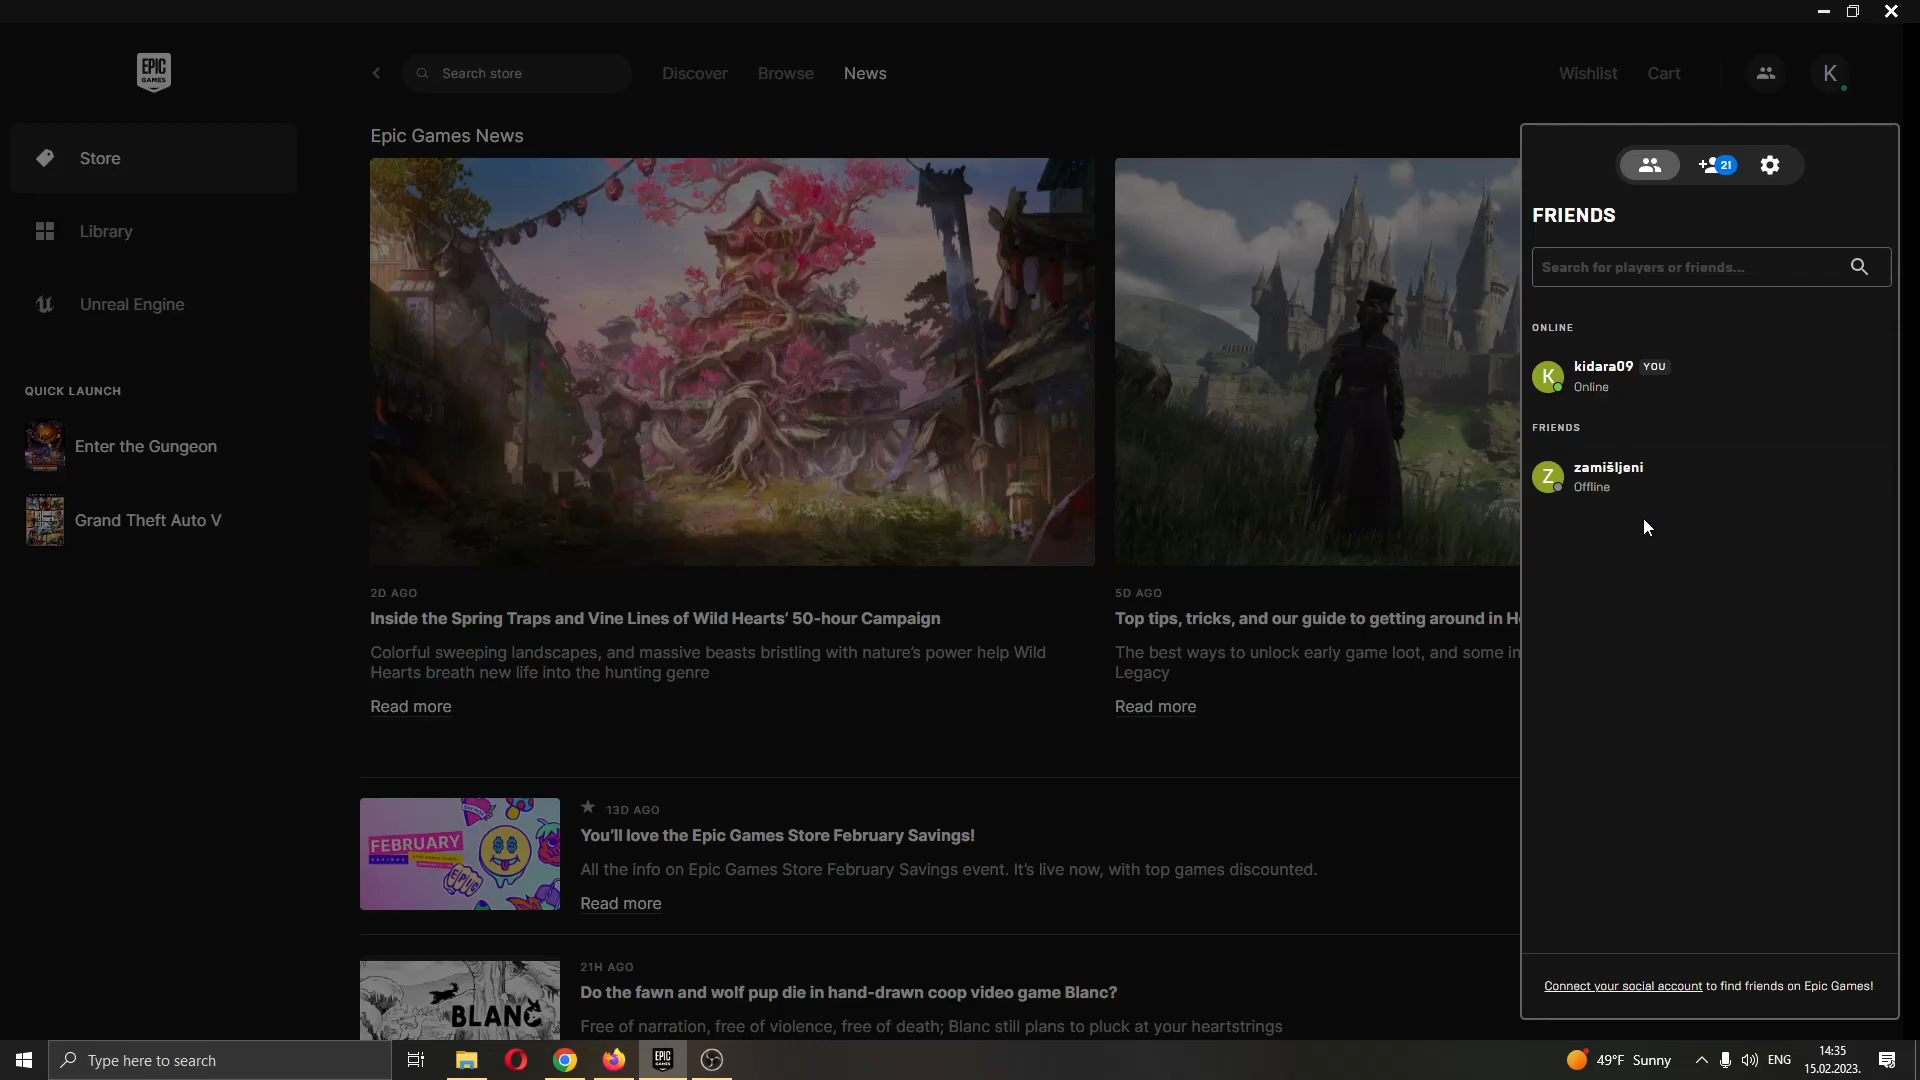 EPIC
GAMES
Search store
Discover
Browse
News
Wishlist
Cart
K
Store
Library
Unreal Engine
QUICK LAUNCH
Enter the Gungeon
Grand Theft Auto V
Epic Games News
2D AGO
Inside the Spring Traps and Vine Lines of Wild Hearts' 50-hour Campaign
Colorful sweeping landscapes, and massive beasts bristling with nature's power help Wild
Hearts breath new life into the hunting genre
Read more
5D AGO
Top tips, tricks, and our guide to getting around in H
The best ways to unlock early game loot, and some in
Legacy
Read more
FEBRUARY
SAVINGS
EPIC
13D AGO
You'll love the Epic Games Store February Savings!
All the info on Epic Games Store February Savings event. It's live now, with top games discounted.
Read more
BLANC
21H AGO
Do the fawn and wolf pup die in hand-drawn coop video game Blanc?
Free of narration, free of violence, free of death; Blanc still plans to pluck at your heartstrings
21
FRIENDS
Search for players or friends...
ONLINE
K
kidara09 YOU
Online
FRIENDS
Z
zamišljeni
Offline
Connect your social account to find friends on Epic Games!
Type here to search
EPIC
GAMES
49°F Sunny
ENG
14:35
15.02.2023.